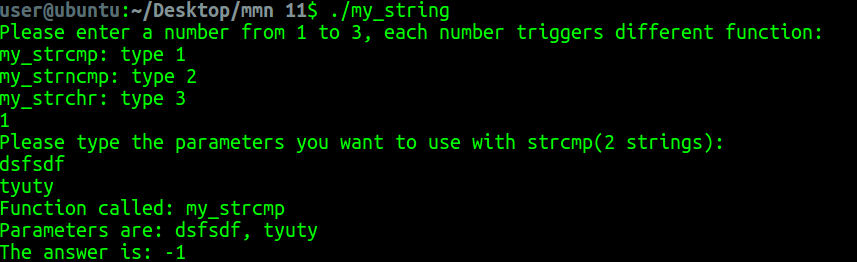 user@ubuntu:~/Desktop/mmn 11$ ./my_string
Please enter a number from 1 to 3, each number triggers different function:
my_strcmp: type 1
my_strncmp: type 2
my_strchr: type 3
1
Please type the parameters you want to use with strcmp(2 strings):
dsfsdf
tyuty
Function called: my_strcmp
Parameters are: dsfsdf, tyuty
The answer is: -1